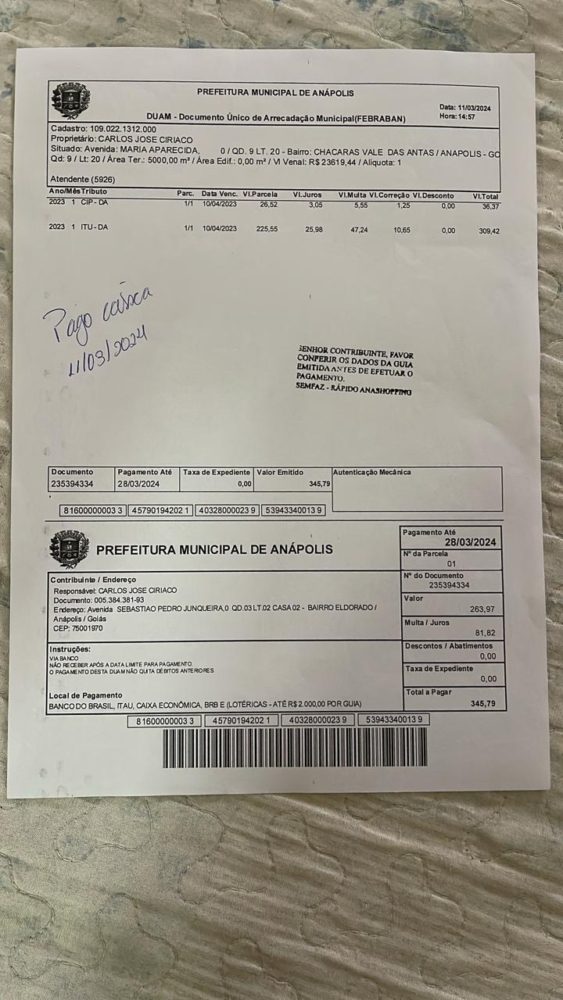 PREFEITURA MUNICIPAL DE ANÁPOLIS
Data: 11/03/2024
DUAM - Documento Único de Arrecadação Municipal(FEBRABAN)
Hora:14:57
Cadastro: 109.022.1312.000
Proprietário: CARLOS JOSE CIRIACO
Situado: Avenida: MARIA APARECIDA, 0 / QD. 9 LT. 20 - Bairro: CHACARAS VALE DAS ANTAS / ANAPOLIS - GO
Qd: 9 / Lt: 20 / Área Ter.: 5000,00 m² / Área Edif.: 0,00 m² / Vl Venal: R$ 23619,44 / Aliquota: 1
Atendente (5926)
Ano/Mês Tributo Parc. Data Venc. Vl.Parcela Vl.Juros Vl.Multa Vl.Correção Vl.Desconto Vl.Total
2023 1 CIP - DA 1/1 10/04/2023 26,52 3,05 5,55 1,25 0,00 36,37
2023 1 ITU - DA 1/1 10/04/2023 225,55 25,98 47,24 10,65 0,00 309,42
Pago
11/03/2024
SENHOR CONTRIBUINTE, FAVOR
CONFERIR OS DADOS DA GUIA
EMITIDA ANTES DE EFETUAR O
PAGAMENTO.
SEMFAZ - RÁPIDO ANASHOPPING
Documento Pagamento Até Taxa de Expediente Valor Emitido Autenticação Mecânica
235394334 28/03/2024 0,00 345,79
81600000003 3 45790194202 1 40328000023 9 53943340013 9
PREFEITURA MUNICIPAL DE ANÁPOLIS
Pagamento Até
28/03/2024
Nº da Parcela
01
Nº do Documento
235394334
Valor
263,97
Multa / Juros
81,82
Descontos / Abatimentos
0,00
Taxa de Expediente
0,00
Total a Pagar
345,79
Contribuinte / Endereço
Responsável: CARLOS JOSE CIRIACO
Documento: 005.384.381-93
Endereço: Avenida SEBASTIAO PEDRO JUNQUEIRA,0 QD.03 LT.02 CASA 02 - BAIRRO ELDORADO /
Anápolis / Goiás
CEP: 75001970
Instruções:
VIA BANCO
NÃO RECEBER APÓS A DATA LIMITE PARA PAGAMENTO.
O PAGAMENTO DESTA DUAM NÃO QUITA DÉBITOS ANTERIORES
Local de Pagamento
BANCO DO BRASIL, ITAU, CAIXA ECONÔMICA, BRB E (LOTÉRICAS - ATÉ R$ 2.000,00 POR GUIA)
81600000003 3 45790194202 1 40328000023 9 53943340013 9